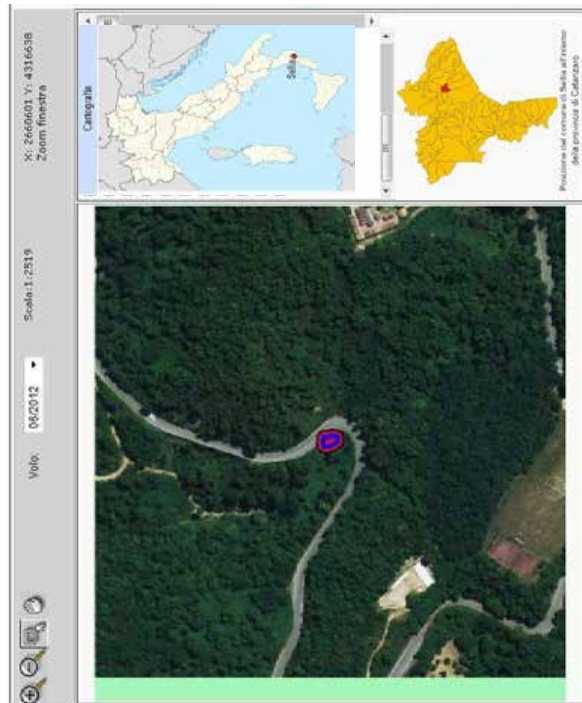 Volo: 06/2012
Scala:1:2519
X: 2660601 Y: 4316638
Zoom finestra
Cartografia
Sellia
Posizione del comune di Sellia all'interno
della provincia di Catanzaro